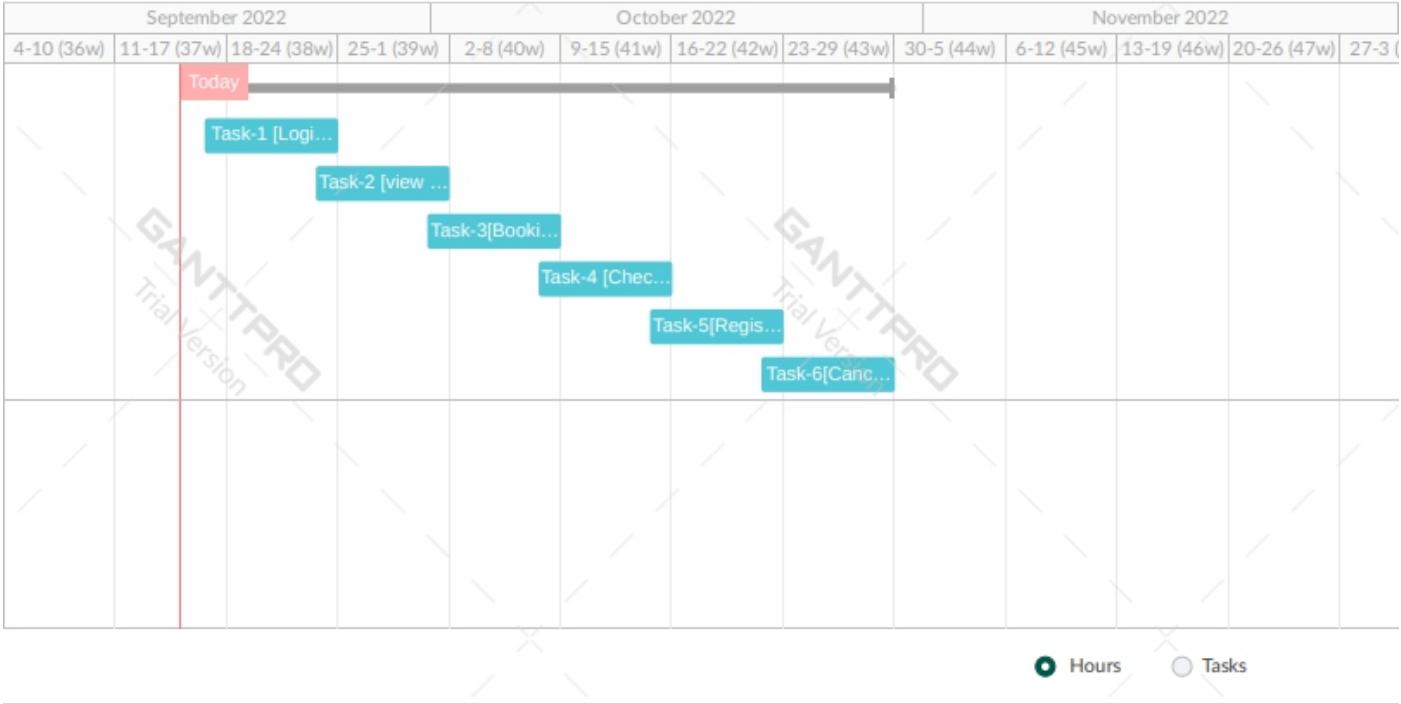 September 2022 October 2022 November 2022
4-10 (36w) 11-17 (37w) 18-24 (38w) 25-1 (39w) 2-8 (40w) 9-15 (41w) 16-22 (42w) 23-29 (43w) 30-5 (44w) 6-12 (45w) 13-19 (46w) 20-26 (47w) 27-3 (
Today
Task-1 [Logi...
Task-2 [view ...
Task-3[Booki...
Task-4 [Chec...
Task-5[Regis...
Task-6[Canc...
GANTTPRO
Trial Version
GANTTPRO
Trial Version
Hours Tasks